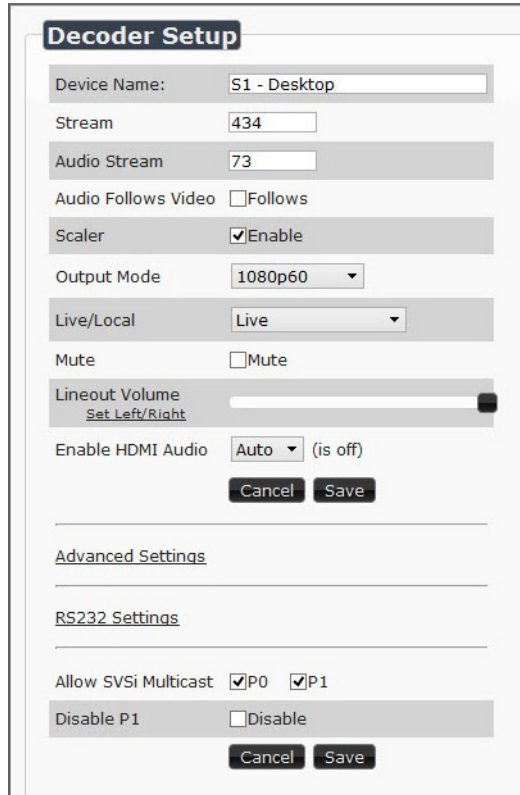 Decoder Setup
Device Name: S1 - Desktop
Stream 434
Audio Stream 73
Audio Follows Video Follows
Scaler Enable
Output Mode 1080p60
Live/Local Live
Mute Mute
Lineout Volume
Set Left/Right
Enable HDMI Audio Auto (is off)
Cancel Save
Advanced Settings
RS232 Settings
Allow SVSi Multicast P0 P1
Disable P1 Disable
Cancel Save